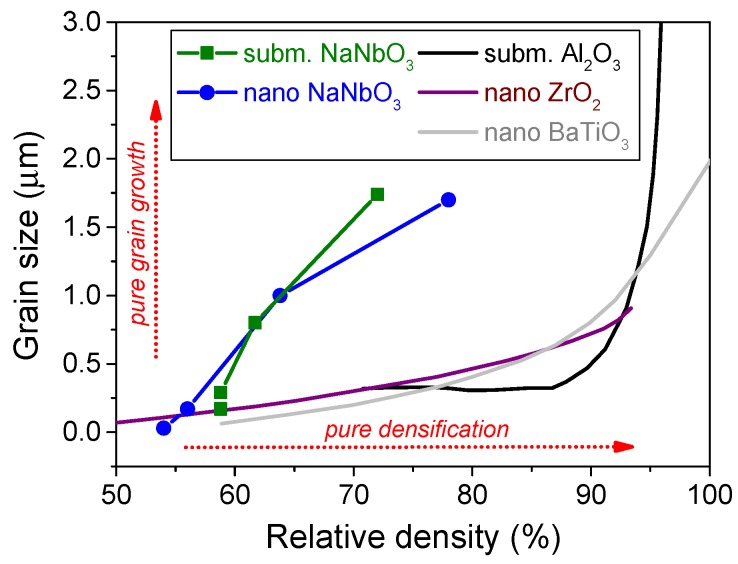 3.0
2.5
2.0
1.5
1.0
0.5
0.0
Grain size (μm)
pure grain growth
subm. NaNbO₃
nano NaNbO₃
subm. Al₂O₃
nano ZrO₂
nano BaTiO₃
pure densification
50 60 70 80 90 100
Relative density (%)